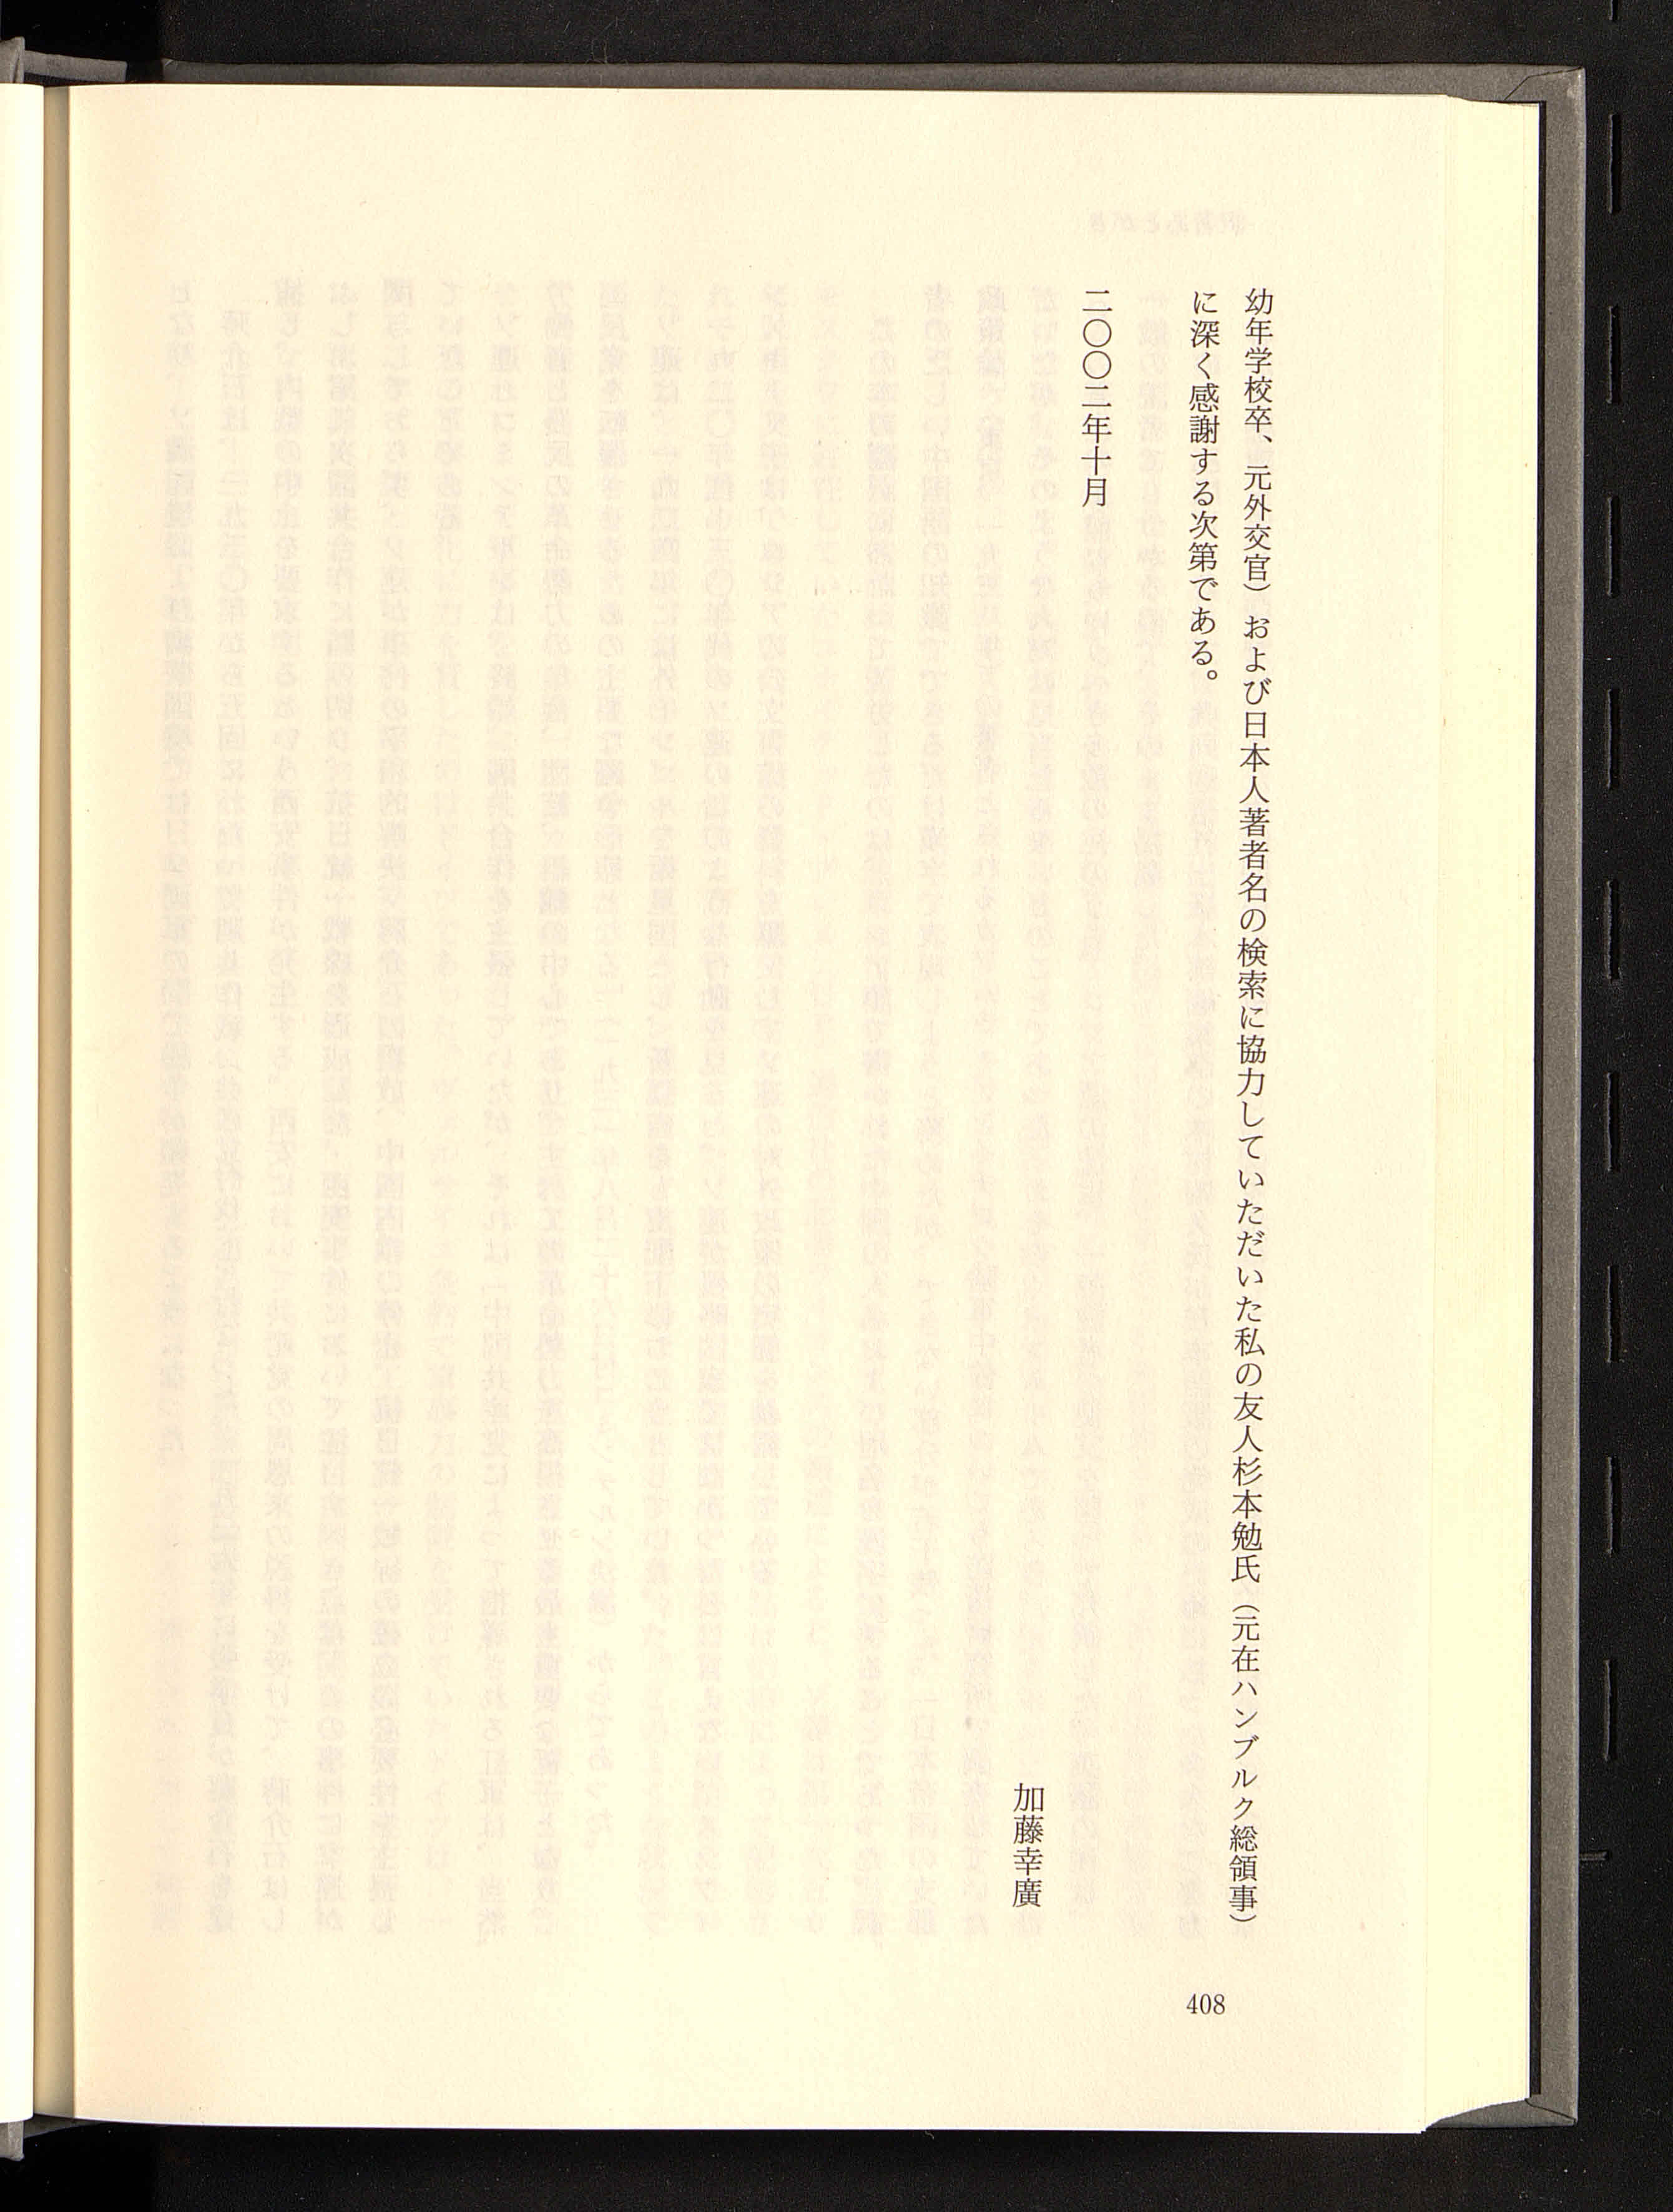 幼年学校卒、元外交官）および日本人著者名の検索に協力していただいた私の友人杉本勉氏（元在ハンブルク総領事）
に深く感謝する次第である。
二〇〇二年十月
加藤幸廣
408